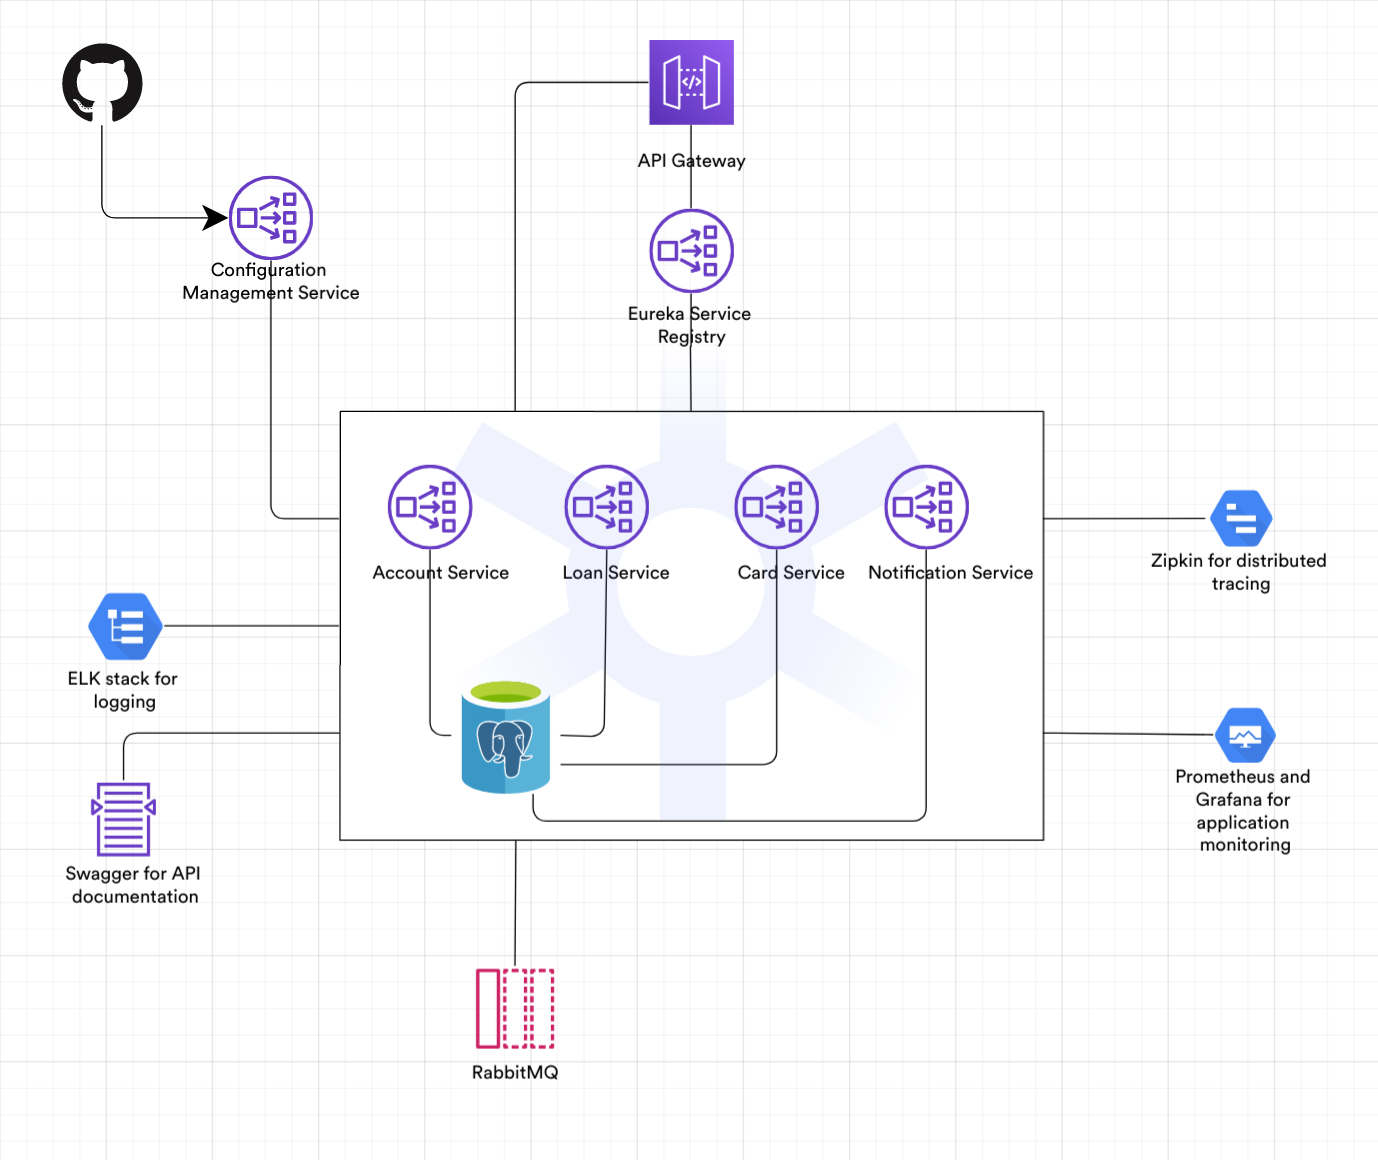 API Gateway
Configuration
Management Service
Eureka Service
Registry
Account Service
Loan Service
Card Service
Notification Service
Zipkin for distributed
tracing
ELK stack for
logging
Prometheus and
Grafana for
application
monitoring
Swagger for API
documentation
RabbitMQ